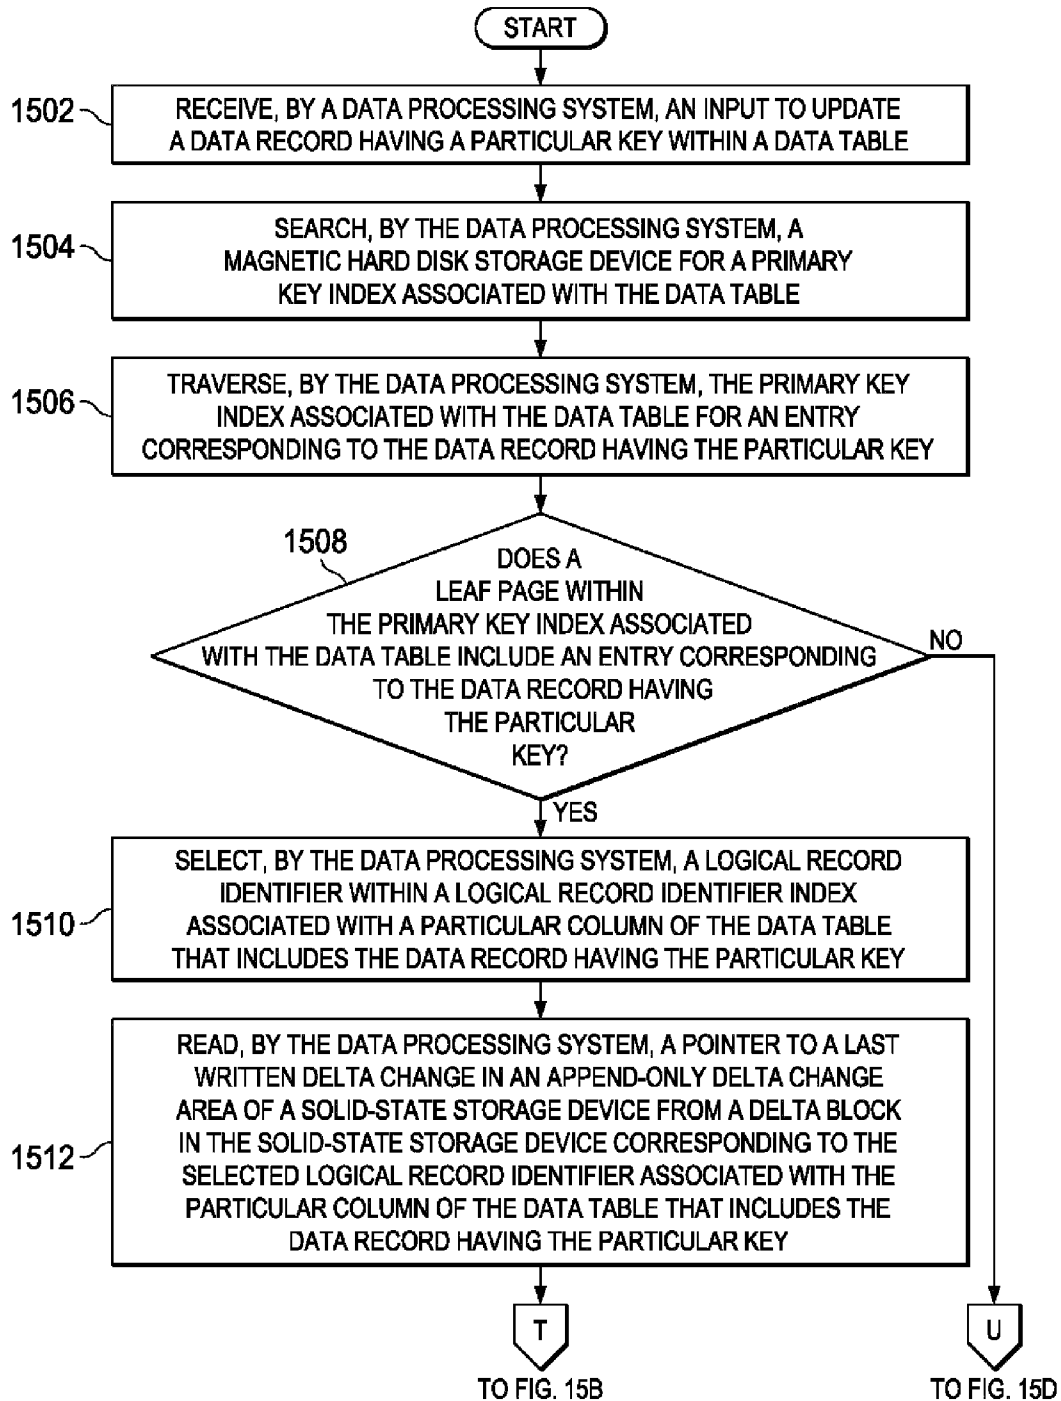 START
1502
RECEIVE, BY A DATA PROCESSING SYSTEM, AN INPUT TO UPDATE
A DATA RECORD HAVING A PARTICULAR KEY WITHIN A DATA TABLE
1504
SEARCH, BY THE DATA PROCESSING SYSTEM, A
MAGNETIC HARD DISK STORAGE DEVICE FOR A PRIMARY
KEY INDEX ASSOCIATED WITH THE DATA TABLE
1506
TRAVERSE, BY THE DATA PROCESSING SYSTEM, THE PRIMARY KEY
INDEX ASSOCIATED WITH THE DATA TABLE FOR AN ENTRY
CORRESPONDING TO THE DATA RECORD HAVING THE PARTICULAR KEY
1508
DOES A
LEAF PAGE WITHIN
THE PRIMARY KEY INDEX ASSOCIATED
WITH THE DATA TABLE INCLUDE AN ENTRY CORRESPONDING
TO THE DATA RECORD HAVING
THE PARTICULAR
KEY?
NO
YES
1510
SELECT, BY THE DATA PROCESSING SYSTEM, A LOGICAL RECORD
IDENTIFIER WITHIN A LOGICAL RECORD IDENTIFIER INDEX
ASSOCIATED WITH A PARTICULAR COLUMN OF THE DATA TABLE
THAT INCLUDES THE DATA RECORD HAVING THE PARTICULAR KEY
1512
READ, BY THE DATA PROCESSING SYSTEM, A POINTER TO A LAST
WRITTEN DELTA CHANGE IN AN APPEND-ONLY DELTA CHANGE
AREA OF A SOLID-STATE STORAGE DEVICE FROM A DELTA BLOCK
IN THE SOLID-STATE STORAGE DEVICE CORRESPONDING TO THE
SELECTED LOGICAL RECORD IDENTIFIER ASSOCIATED WITH THE
PARTICULAR COLUMN OF THE DATA TABLE THAT INCLUDES THE
DATA RECORD HAVING THE PARTICULAR KEY
T
U
TO FIG. 15B
TO FIG. 15D